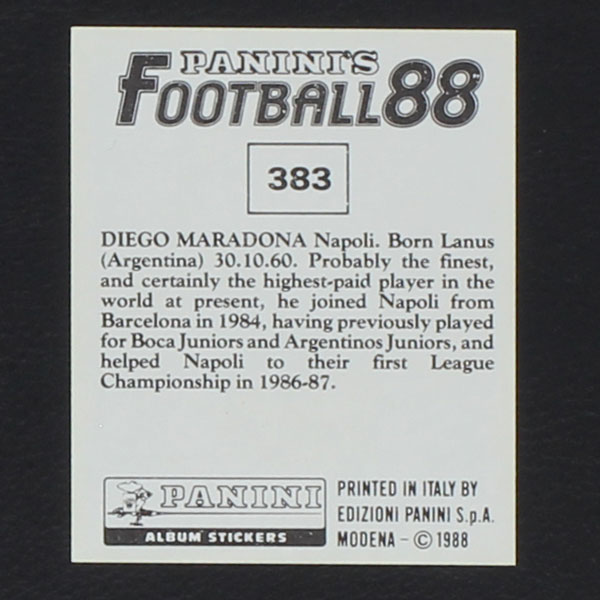 PANINI'S
FOOTBALL 88
383
DIEGO MARADONA Napoli. Born Lanus
(Argentina) 30.10.60. Probably the finest,
and certainly the highest-paid player in the
world at present, he joined Napoli from
Barcelona in 1984, having previously played
for Boca Juniors and Argentinos Juniors, and
helped Napoli to their first League
Championship in 1986-87.
PANINI
ALBUM STICKERS
PRINTED IN ITALY BY
EDIZIONI PANINI S.p.A.
MODENA - © 1988